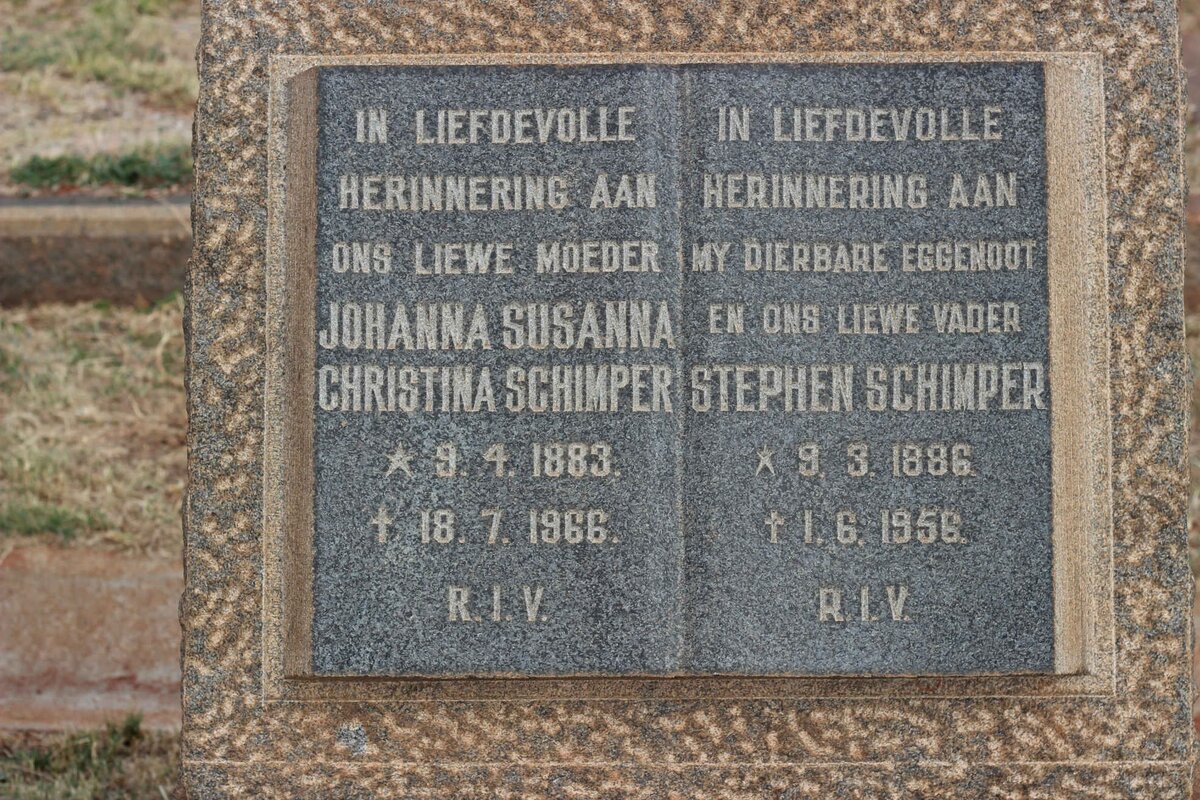 IN LIEFDEVOLLE
HERINNERING AAN
ONS LIEWE MOEDER
JOHANNA SUSANNA
CHRISTINA SCHIMPER
★ 9. 4. 1883.
† 18. 7. 1966.
R.I.V.
IN LIEFDEVOLLE
HERINNERING AAN
MY DIERBARE EGGENOOT
EN ONS LIEWE VADER
STEPHEN SCHIMPER
★ 9. 3. 1886.
† 1. 6. 1956.
R.I.V.